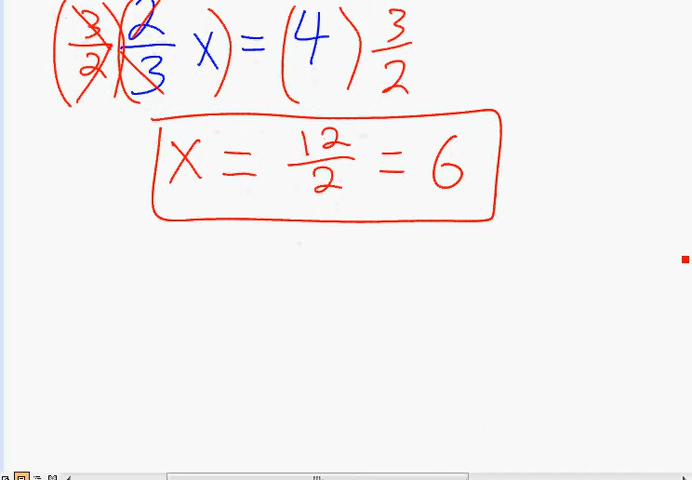 (3/2)(2/3 x) = (4) 3/2
x = 12/2 = 6